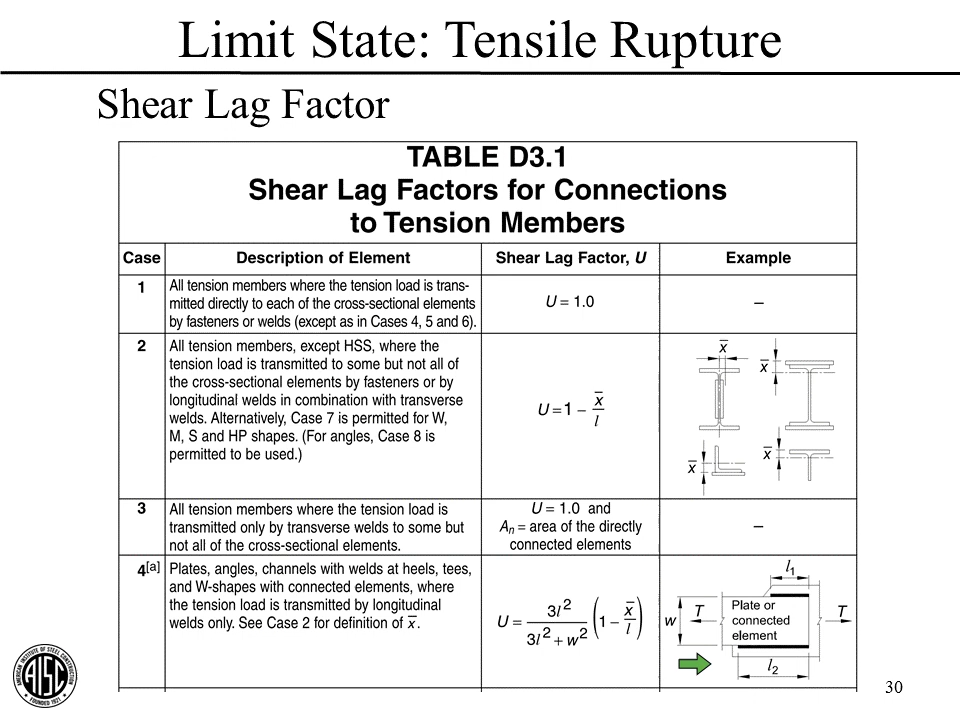 Limit State: Tensile Rupture
Shear Lag Factor
TABLE D3.1
Shear Lag Factors for Connections
to Tension Members
Case Description of Element Shear Lag Factor, U Example
1
All tension members where the tension load is trans-
mitted directly to each of the cross-sectional elements
by fasteners or welds (except as in Cases 4, 5 and 6).
U = 1.0
–
2
All tension members, except HSS, where the
tension load is transmitted to some but not all of
the cross-sectional elements by fasteners or by
longitudinal welds in combination with transverse
welds. Alternatively, Case 7 is permitted for W,
M, S and HP shapes. (For angles, Case 8 is
permitted to be used.)
U = 1 − x̄/l
x̄
x̄
x̄
x̄
3
All tension members where the tension load is
transmitted only by transverse welds to some but
not all of the cross-sectional elements.
U = 1.0 and
Aₙ = area of the directly
connected elements
–
4[a]
Plates, angles, channels with welds at heels, tees,
and W-shapes with connected elements, where
the tension load is transmitted by longitudinal
welds only. See Case 2 for definition of x̄.
U = 3l²/(3l² + w²) (1 − x̄/l)
l₁
w
T
Plate or
connected
element
T
l₂
AMERICAN INSTITUTE OF STEEL CONSTRUCTION
AISC
FOUNDED 1921
30